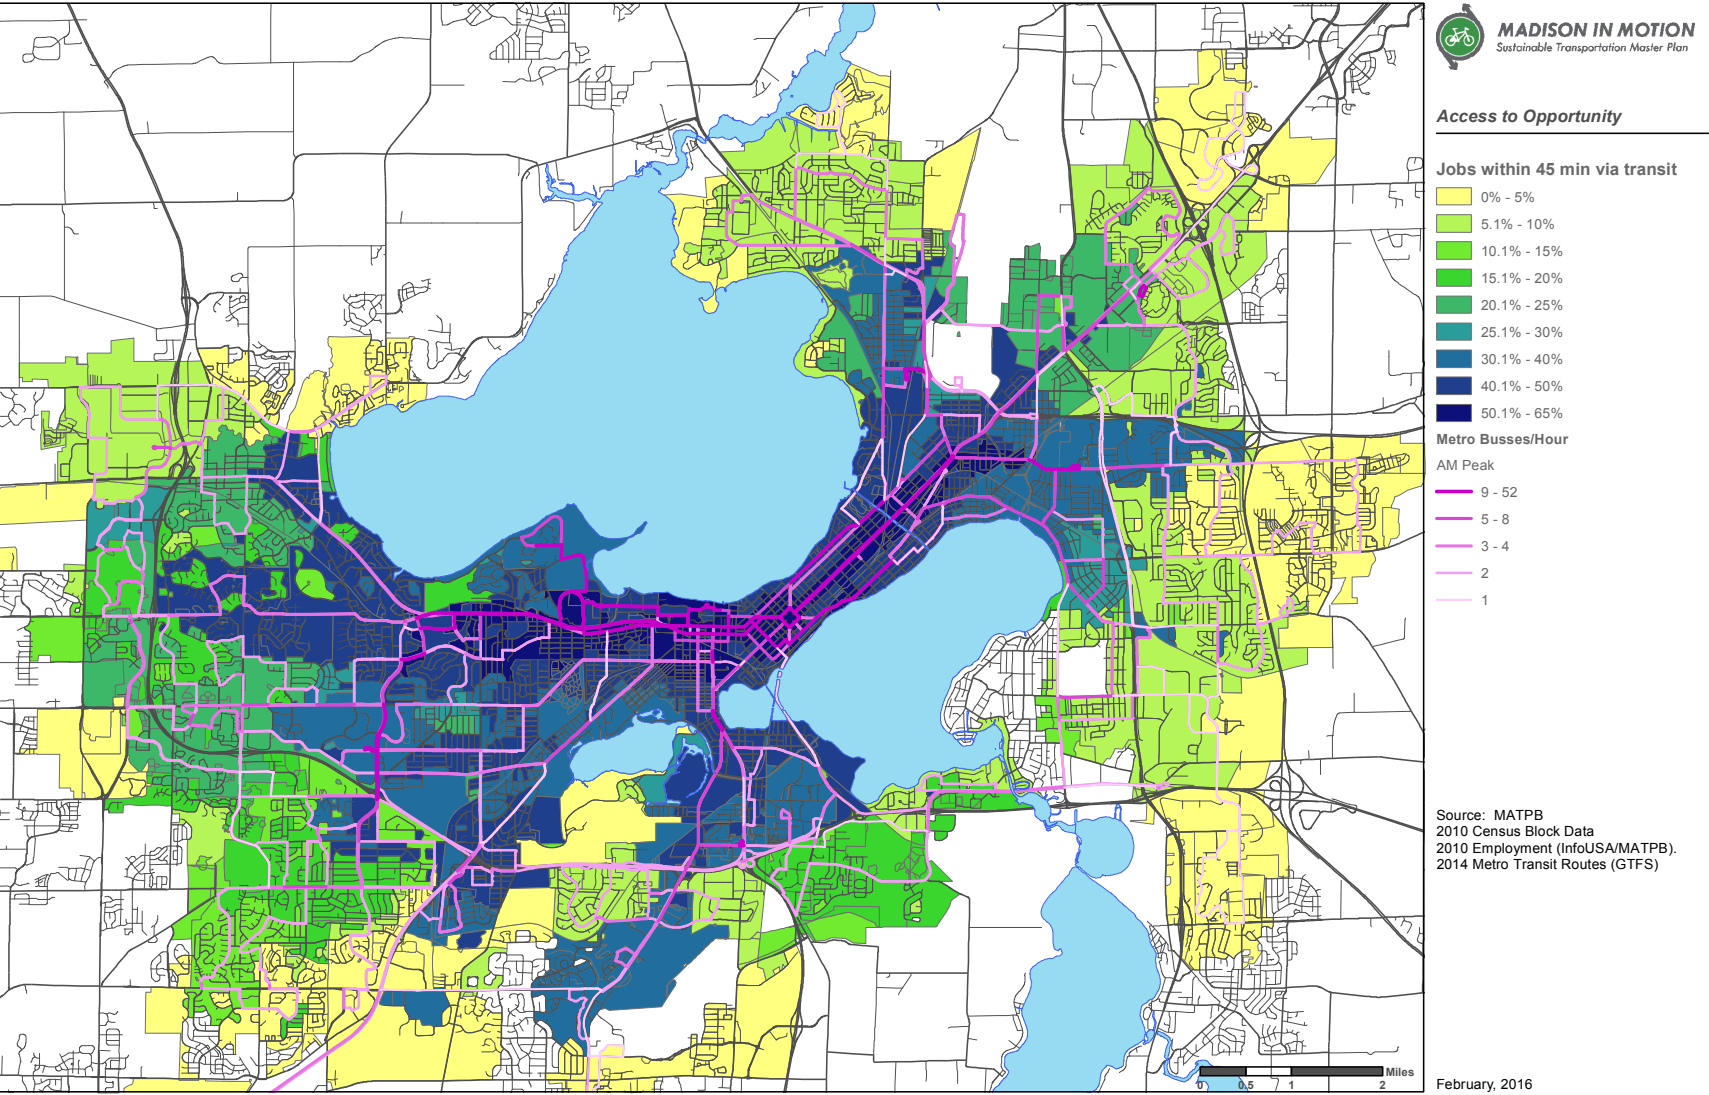 MADISON IN MOTION
Sustainable Transportation Master Plan
Access to Opportunity
Jobs within 45 min via transit
0% - 5%
5.1% - 10%
10.1% - 15%
15.1% - 20%
20.1% - 25%
25.1% - 30%
30.1% - 40%
40.1% - 50%
50.1% - 65%
Metro Busses/Hour
AM Peak
9 - 52
5 - 8
3 - 4
2
1
Source: MATPB
2010 Census Block Data
2010 Employment (InfoUSA/MATPB).
2014 Metro Transit Routes (GTFS)
Miles
0 0.5 1 2
February, 2016